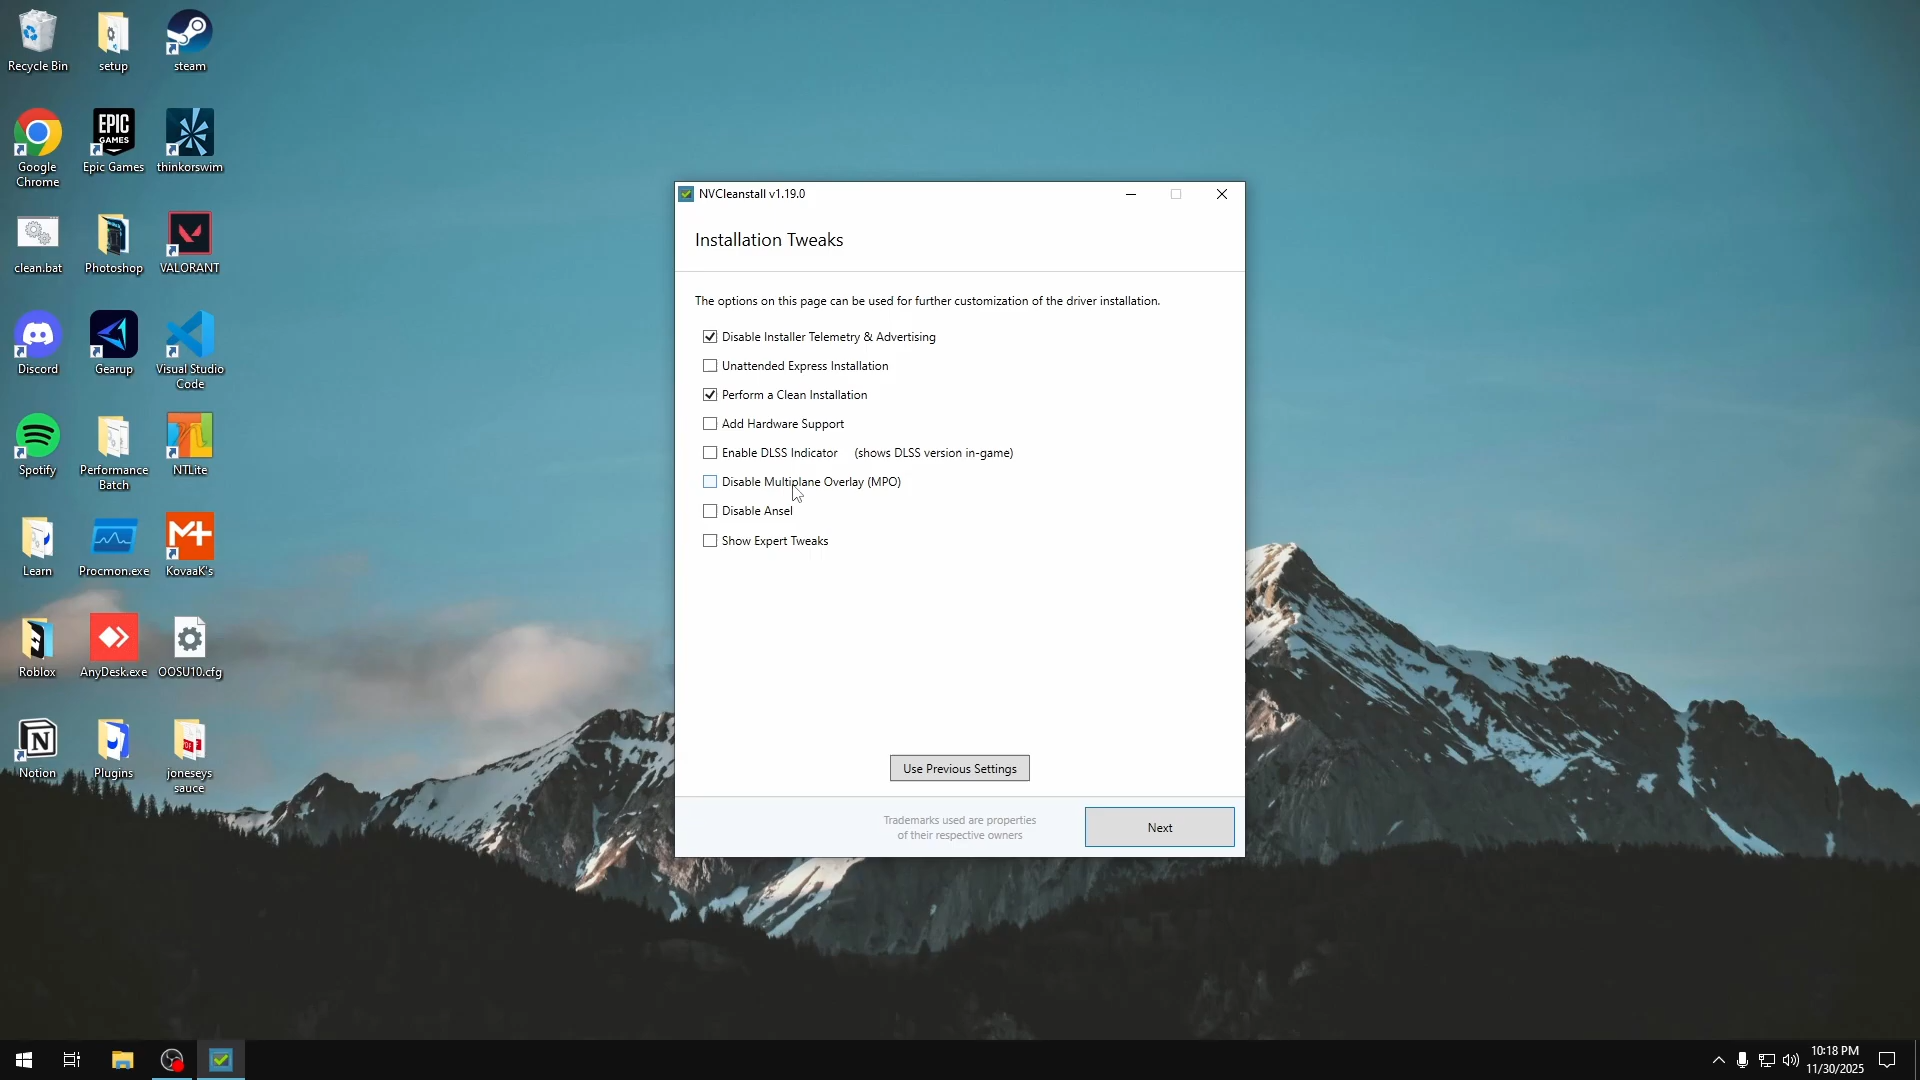 Recycle Bin
setup
steam
Google
Chrome
EPIC
GAMES
Epic Games
thinkorswim
clean.bat
Photoshop
VALORANT
Discord
Gearup
Visual Studio
Code
Spotify
Performance
Batch
NTLite
Learn
Procmon.exe
M+
KovaaK's
Roblox
AnyDesk.exe
OOSU10.cfg
N
Notion
Plugins
PDF
joneseys
sauce
NVCleanstall v1.19.0
Installation Tweaks
The options on this page can be used for further customization of the driver installation.
Disable Installer Telemetry & Advertising
Unattended Express Installation
Perform a Clean Installation
Add Hardware Support
Enable DLSS Indicator (shows DLSS version in-game)
Disable Multiplane Overlay (MPO)
Disable Ansel
Show Expert Tweaks
Use Previous Settings
Trademarks used are properties
of their respective owners
Next
10:18 PM
11/30/2025